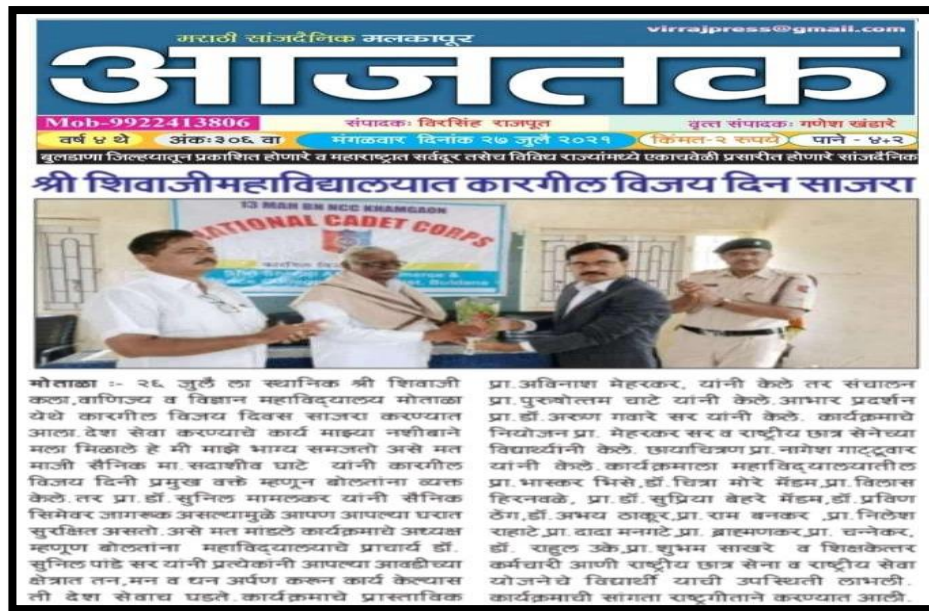 virrajpress@gmail.com
मराठी सांजदैनिक मलकापूर
आजतक
Mob-9922413806
संपादकः विरसिंह राजपूत
वृत्त संपादकः गणेश खंडारे
वर्ष ४ थे
अंकः३०६ वा
मंगळवार दिनांक २७ जुलै २०२१
किंमत-२ रुपये
पाने - ४+२
बुलडाणा जिल्ह्यातून प्रकाशित होणारे व महाराष्ट्रात सर्वदूर तसेच विविध राज्यांमध्ये एकाचवेळी प्रसारीत होणारे सांजदैनिक
श्री शिवाजीमहाविद्यालयात कारगील विजय दिन साजरा
13 MAH BN NCC KHAMGAON
NATIONAL CADET CORPS
मोताळा :- २६ जुलै ला स्थानिक श्री शिवाजी
कला,वाणिज्य व विज्ञान महाविद्यालय मोताळा
येथे कारगील विजय दिवस साजरा करण्यात
आला.देश सेवा करण्याचे कार्य माझ्या नशीबाने
मला मिळाले हे मी माझे भाग्य समजतो असे मत
माजी सैनिक मा.सदाशीव घाटे यांनी कारगील
विजय दिनी प्रमुख वक्ते म्हणून बोलतांना व्यक्त
केले.तर प्रा.डॉ.सुनिल मामलकर यांनी सैनिक
सिमेवर जागरूक असल्यामुळे आपण आपल्या घरात
सुरक्षित असतो.असे मत मांडले कार्यक्रमाचे अध्यक्ष
म्हणूण बोलतांना महाविद्यालयाचे प्राचार्य डॉ.
सुनिल पांडे सर यांनी प्रत्येकांनी आपल्या आवडीच्या
क्षेत्रात तन,मन व धन अर्पण करून कार्य केल्यास
ती देश सेवाच घडते.कार्यक्रमाचे प्रास्ताविक
प्रा.अविनाश मेहरकर, यांनी केले तर संचालन
प्रा.पुरूषोत्तम चाटे यांनी केले.आभार प्रदर्शन
प्रा.डॉ.अरुण गवारे सर यांनी केले. कार्यक्रमाचे
नियोजन प्रा. मेहरकर सर व राष्ट्रीय छात्र सेनेच्या
विद्यार्थ्यांनी केले. छायाचित्रण प्रा.नागेश गाट्टूवार
यांनी केले.कार्यक्रमाला महाविद्यालयातील
प्रा.भास्कर भिसे,डॉ.चित्रा मोरे मॅडम,प्रा.विलास
हिरनवळे, प्रा.डॉ.सुप्रिया बेहरे मॅडम,डॉ.प्रविण
ठेंग,डॉ.अभय ठाकूर,प्रा.राम बनकर ,प्रा.निलेश
राहाटे,प्रा.दादा मनगटे,प्रा. ब्राह्मणकर,प्रा. चन्नेकर,
डॉ. राहूल उके,प्रा.शुभम साखरे व शिक्षकेत्तर
कर्मचारी आणी राष्ट्रीय छात्र सेना व राष्ट्रीय सेवा
योजनेचे विद्यार्थी याची उपस्थिती लाभली.
कार्यक्रमाची सांगता राष्ट्रगीताने करण्यात आली.